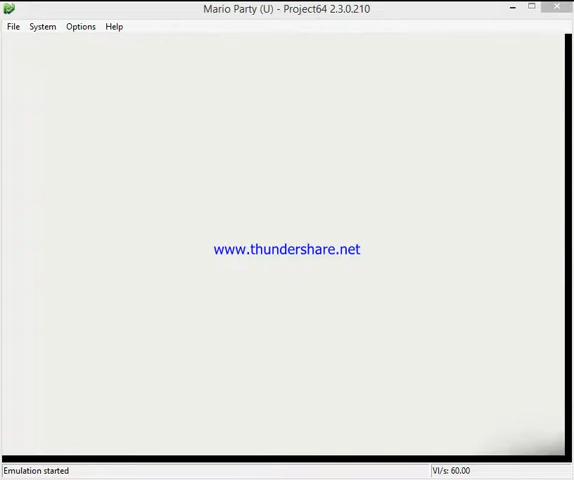 Mario Party (U) - Project64 2.3.0.210
File System Options Help
www.thundershare.net
Emulation started VI/s: 60.00